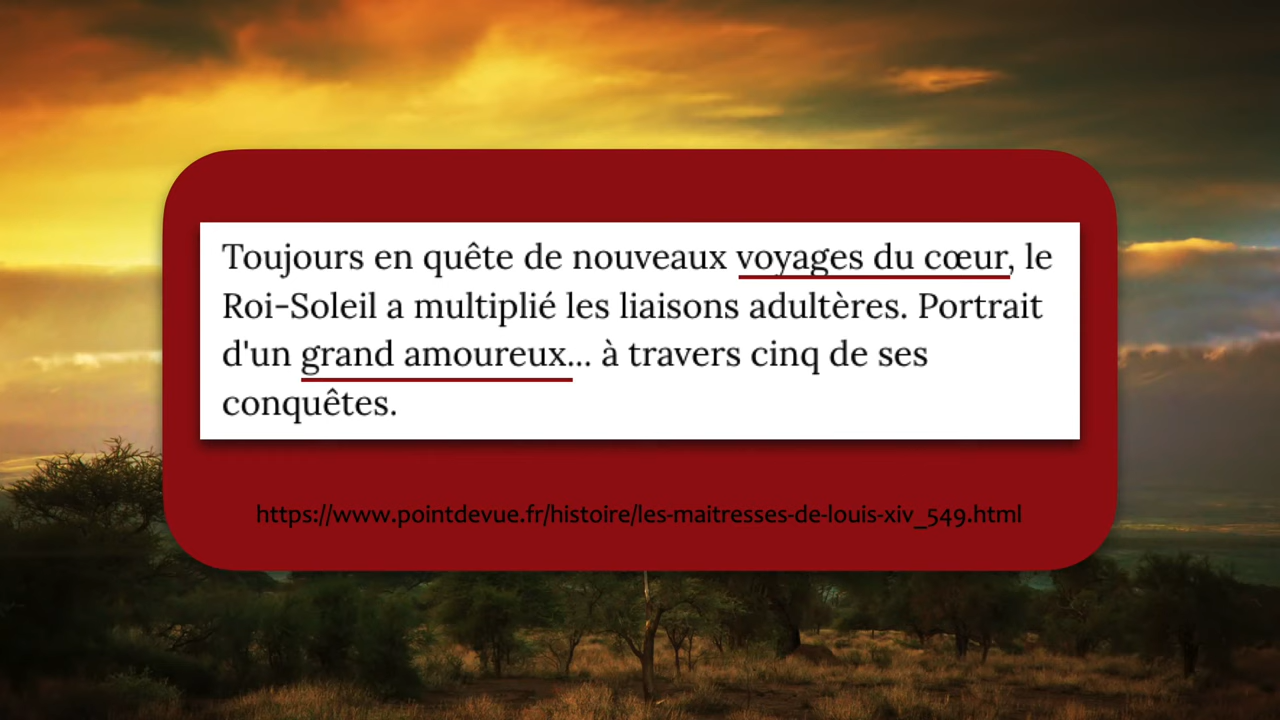 Toujours en quête de nouveaux voyages du cœur, le
Roi-Soleil a multiplié les liaisons adultères. Portrait
d'un grand amoureux... à travers cinq de ses
conquêtes.
https://www.pointdevue.fr/histoire/les-maitresses-de-louis-xiv_549.html